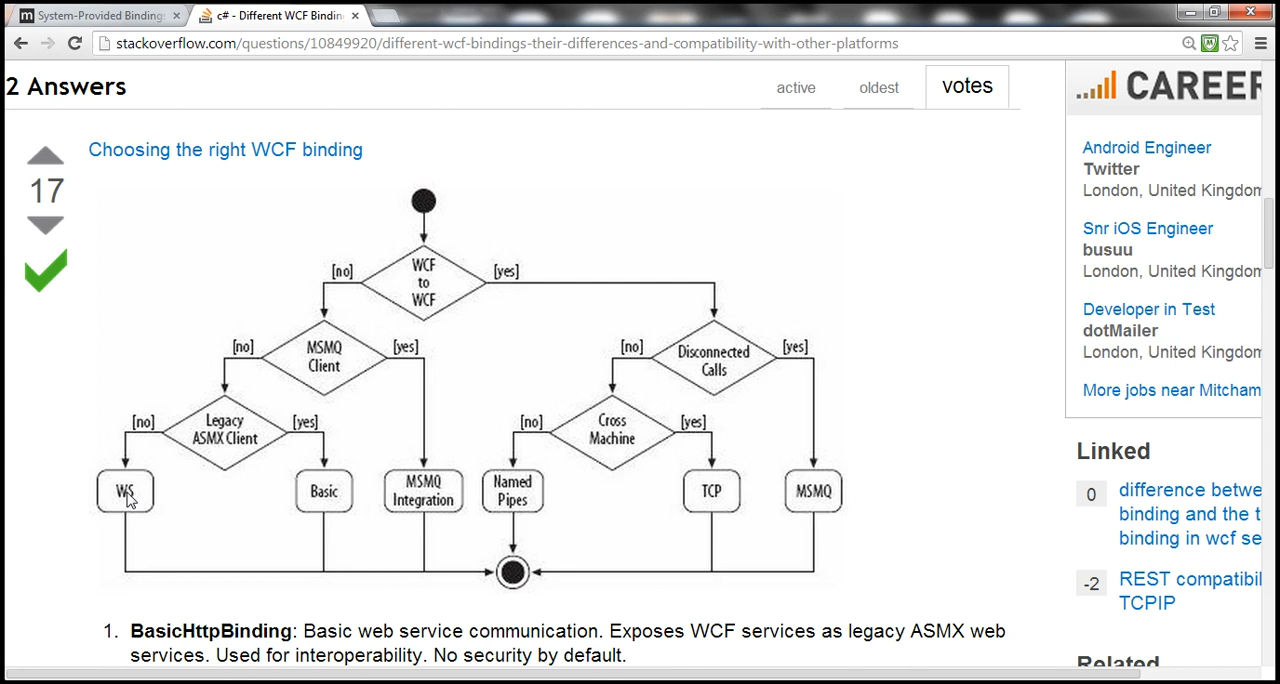 System-Provided Binding
c# - Different WCF Bindin
stackoverflow.com/questions/10849920/different-wcf-bindings-their-differences-and-compatibility-with-other-platforms
2 Answers
active
oldest
votes
17
Choosing the right WCF binding
WCF
to
WCF
[no]
[yes]
MSMQ
Client
[no]
[yes]
Disconnected
Calls
[no]
[yes]
Legacy
ASMX Client
[no]
[yes]
Cross
Machine
[no]
[yes]
WS
Basic
MSMQ
Integration
Named
Pipes
TCP
MSMQ
1. BasicHttpBinding: Basic web service communication. Exposes WCF services as legacy ASMX web
services. Used for interoperability. No security by default.
CAREER
Android Engineer
Twitter
London, United Kingdom
Snr iOS Engineer
busuu
London, United Kingdom
Developer in Test
dotMailer
London, United Kingdom
More jobs near Mitcham
Linked
0
difference betwe
binding and the t
binding in wcf se
-2
REST compatibil
TCPIP
Related